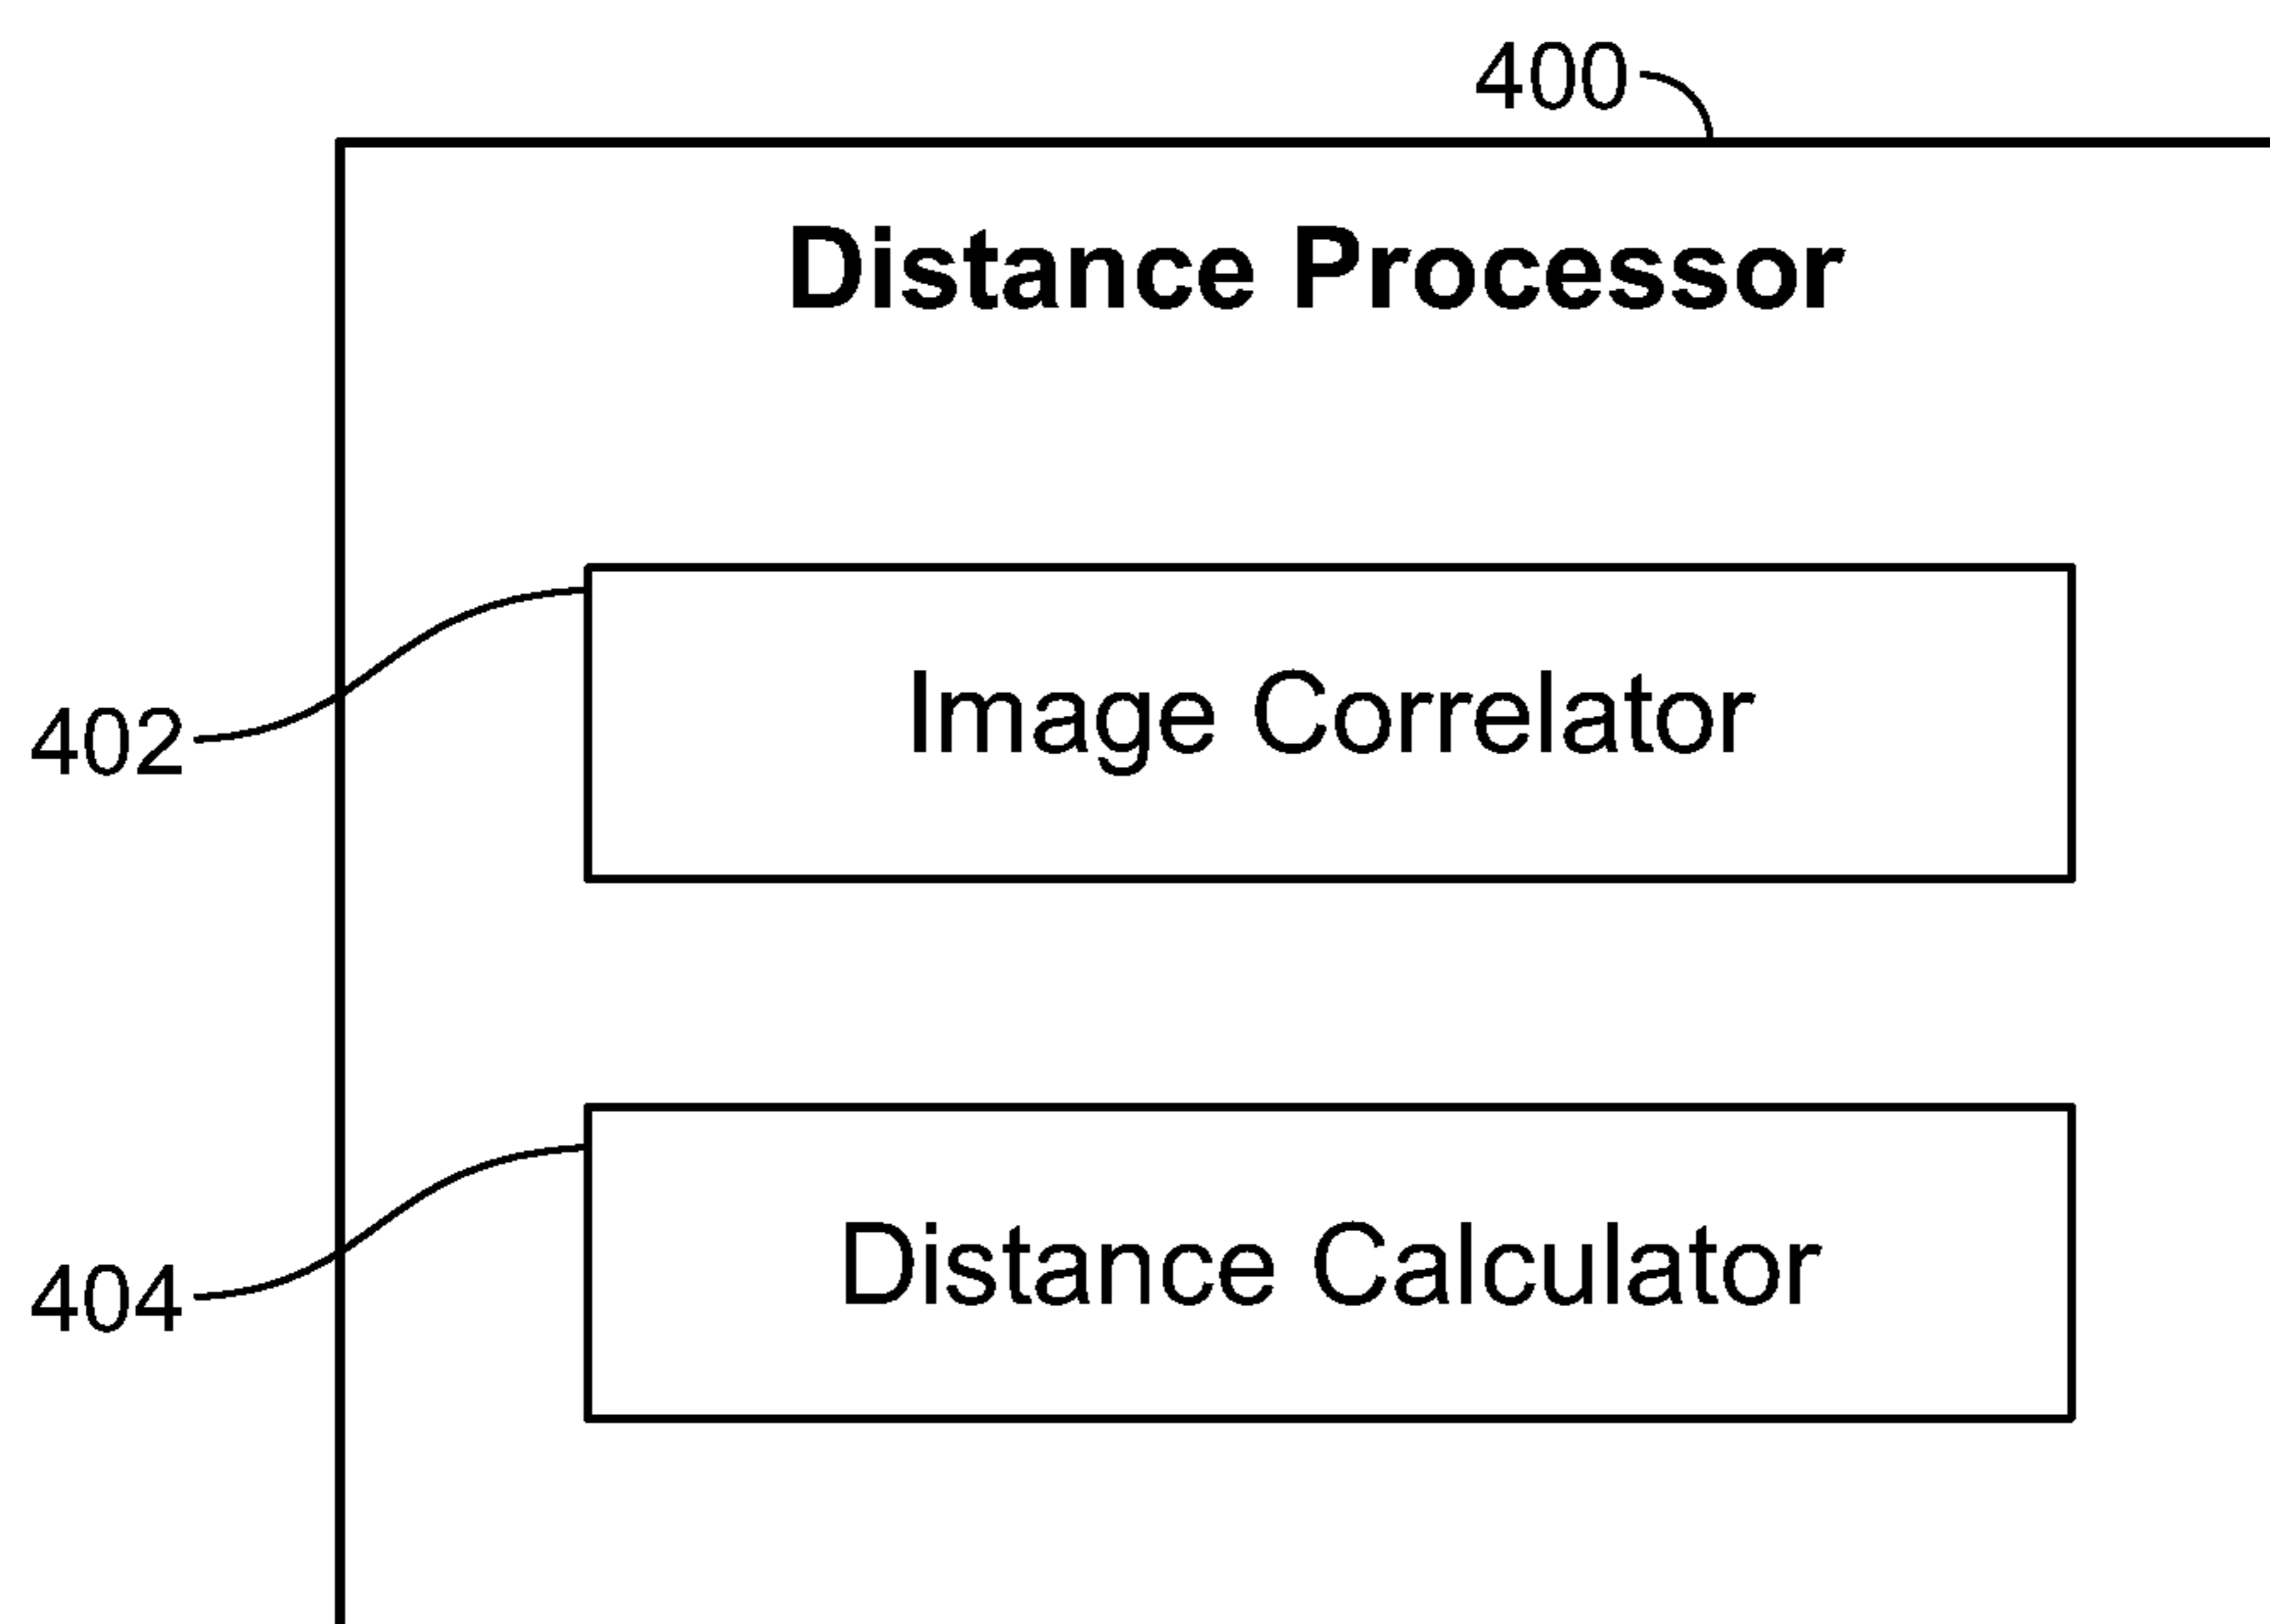 400
Distance Processor
Image Correlator
402
Distance Calculator
404